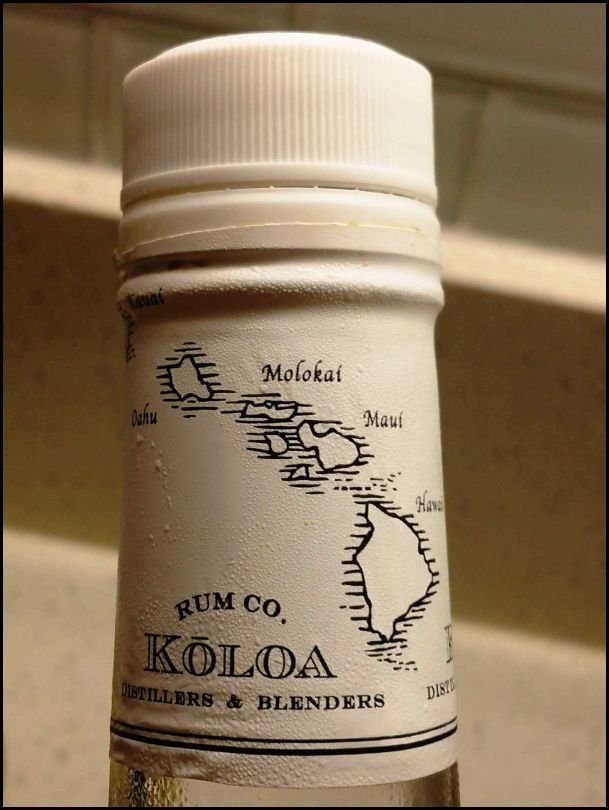 Kauai
Molokai
Oahu
Maui
RUM CO.
KŌLOA
DISTILLERS & BLENDERS